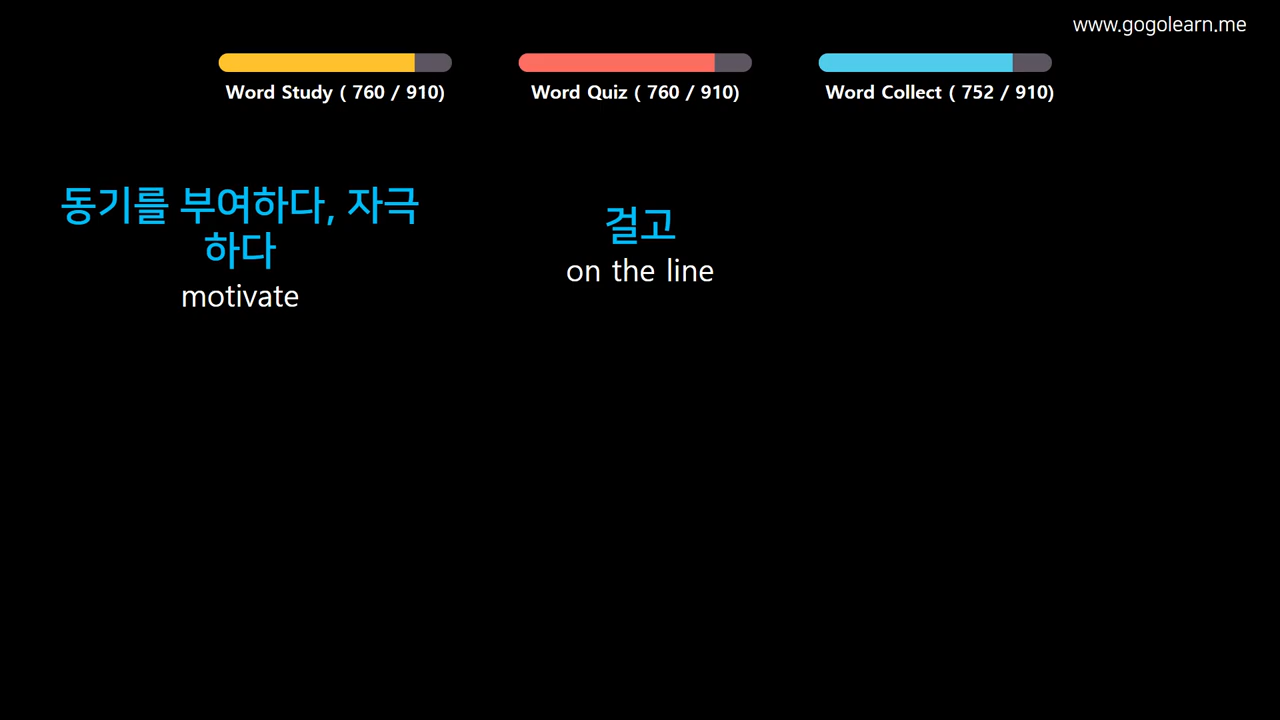 www.gogolearn.me
Word Study ( 760 / 910)
Word Quiz ( 760 / 910)
Word Collect ( 752 / 910)
동기를 부여하다, 자극
하다
motivate
걸고
on the line